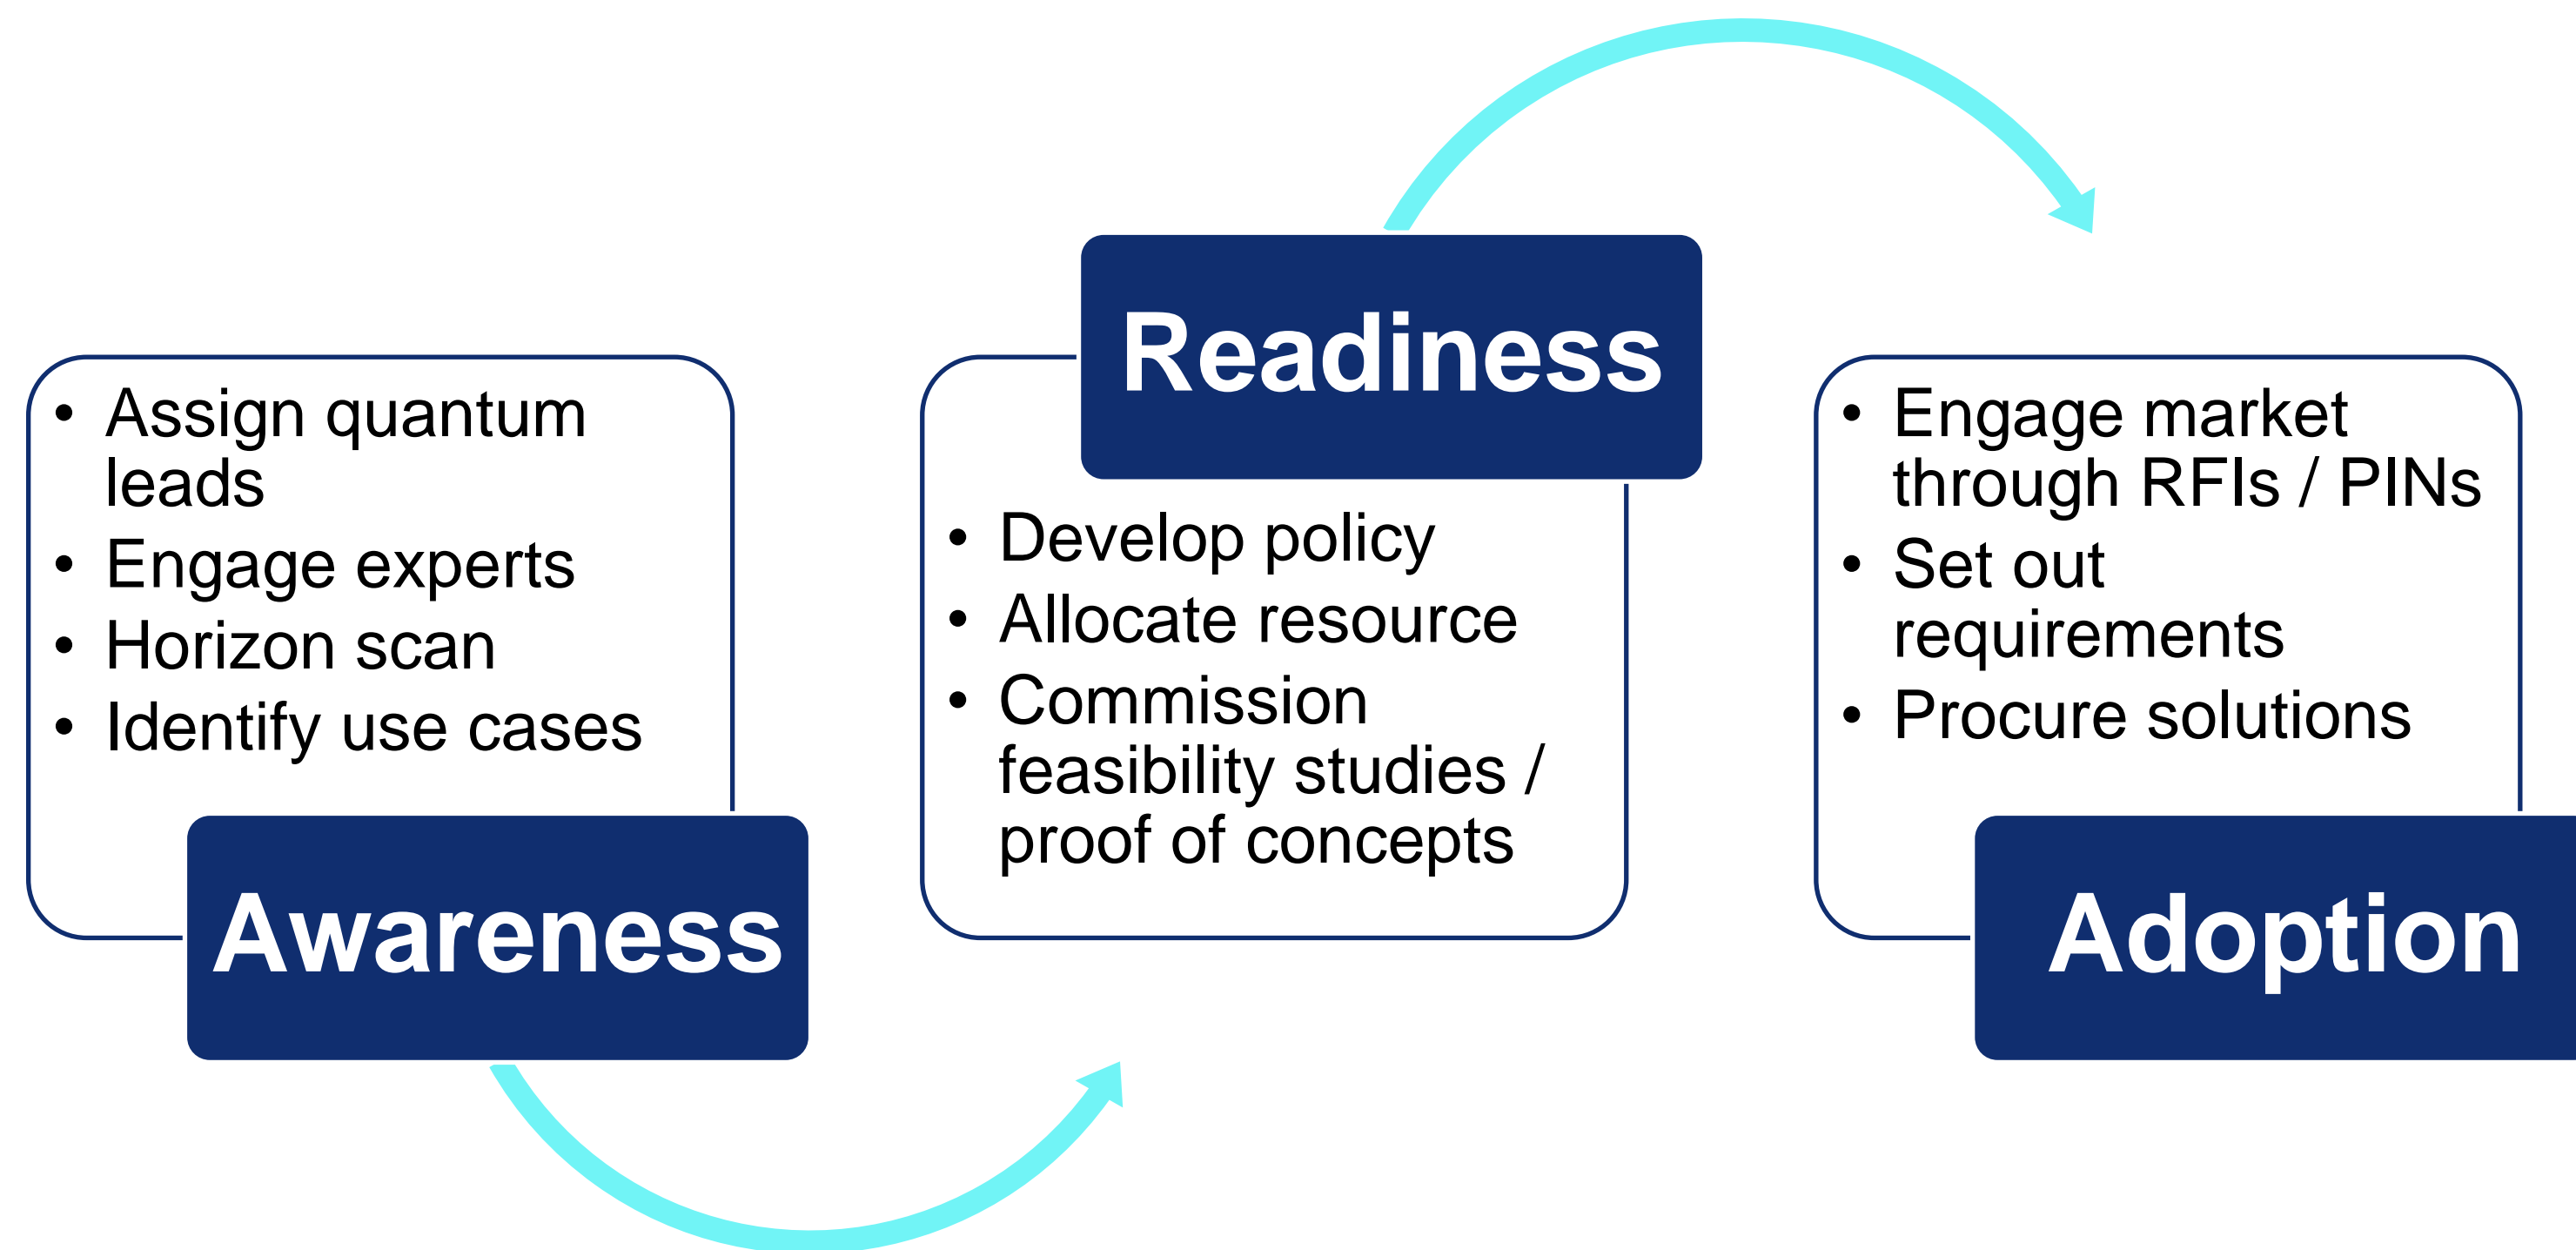 • Assign quantum
leads
• Engage experts
• Horizon scan
• Identify use cases
Awareness
Readiness
• Develop policy
• Allocate resource
• Commission
feasibility studies /
proof of concepts
• Engage market
through RFIs / PINs
• Set out
requirements
• Procure solutions
Adoption